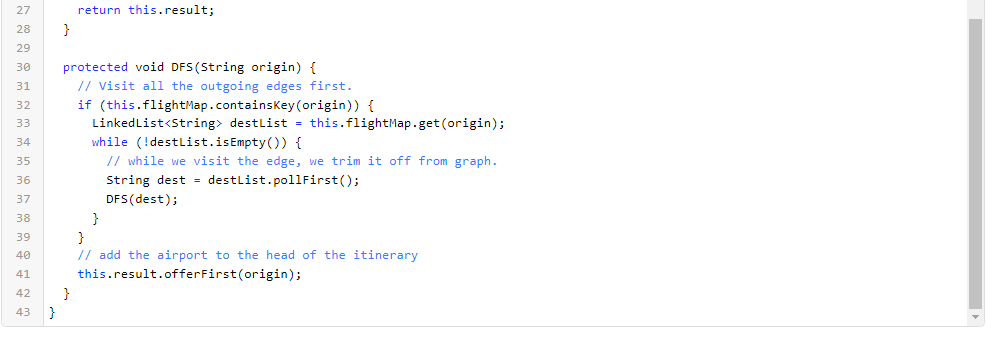 27 return this.result;
28 }
29
30 protected void DFS(String origin) {
31 // Visit all the outgoing edges first.
32 if (this.flightMap.containsKey(origin)) {
33 LinkedList<String> destList = this.flightMap.get(origin);
34 while (!destList.isEmpty()) {
35 // while we visit the edge, we trim it off from graph.
36 String dest = destList.pollFirst();
37 DFS(dest);
38 }
39 }
40 // add the airport to the head of the itinerary
41 this.result.offerFirst(origin);
42 }
43 }